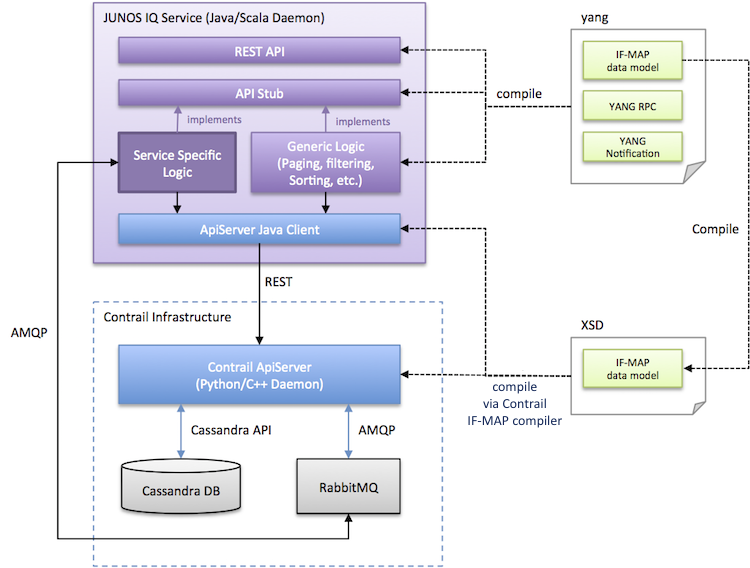 JUNOS IQ Service (Java/Scala Daemon)
REST API
API Stub
implements
implements
Service Specific
Logic
Generic Logic
(Paging, filtering,
Sorting, etc.)
ApiServer Java Client
REST
AMQP
Contrail Infrastructure
Contrail ApiServer
(Python/C++ Daemon)
Cassandra API
AMQP
Cassandra DB
RabbitMQ
yang
IF-MAP
data model
YANG RPC
YANG
Notification
compile
Compile
XSD
IF-MAP
data model
compile
via Contrail
IF-MAP compiler